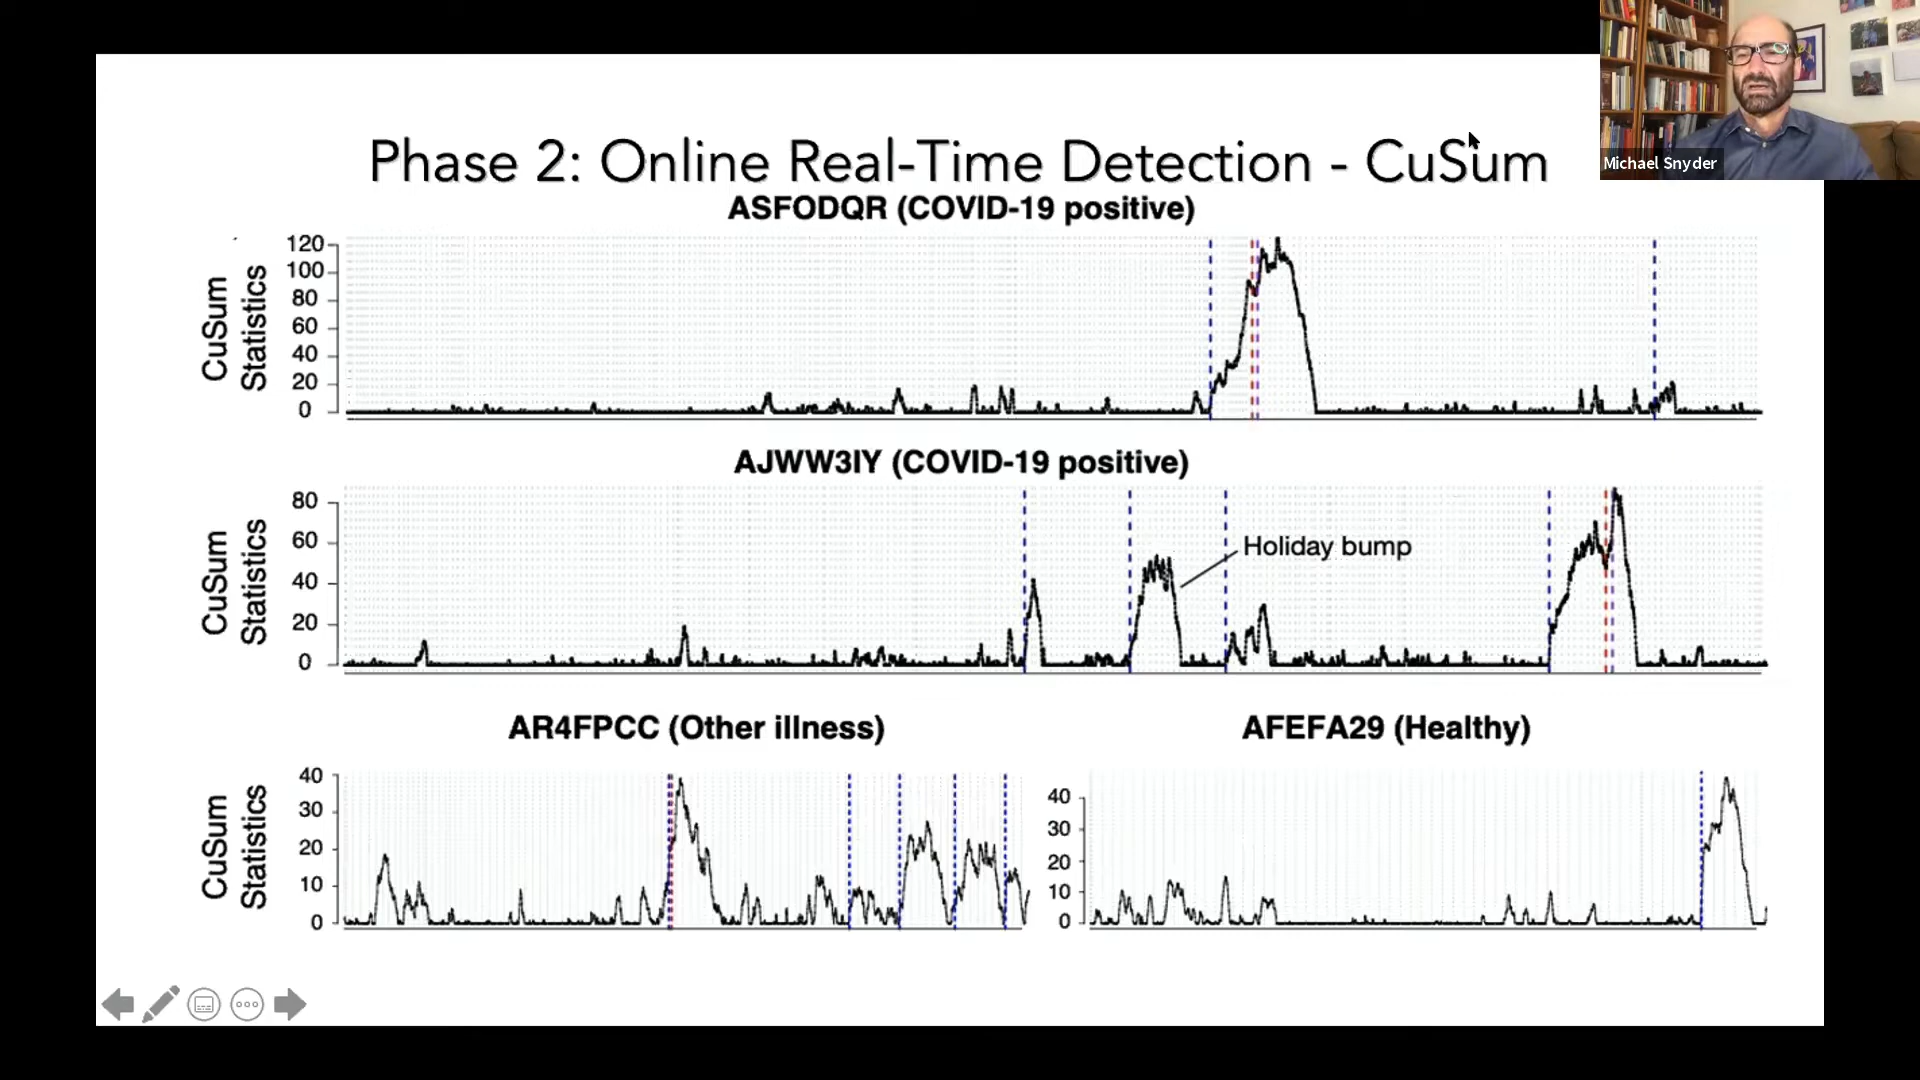 Michael Snyder
Phase 2: Online Real-Time Detection - CuSum
ASFODQR (COVID-19 positive)
CuSum
Statistics
120
100
80
60
40
20
0
AJWW3IY (COVID-19 positive)
CuSum
Statistics
80
60
40
20
0
Holiday bump
AR4FPCC (Other illness)
CuSum
Statistics
40
30
20
10
0
AFEFA29 (Healthy)
40
30
20
10
0